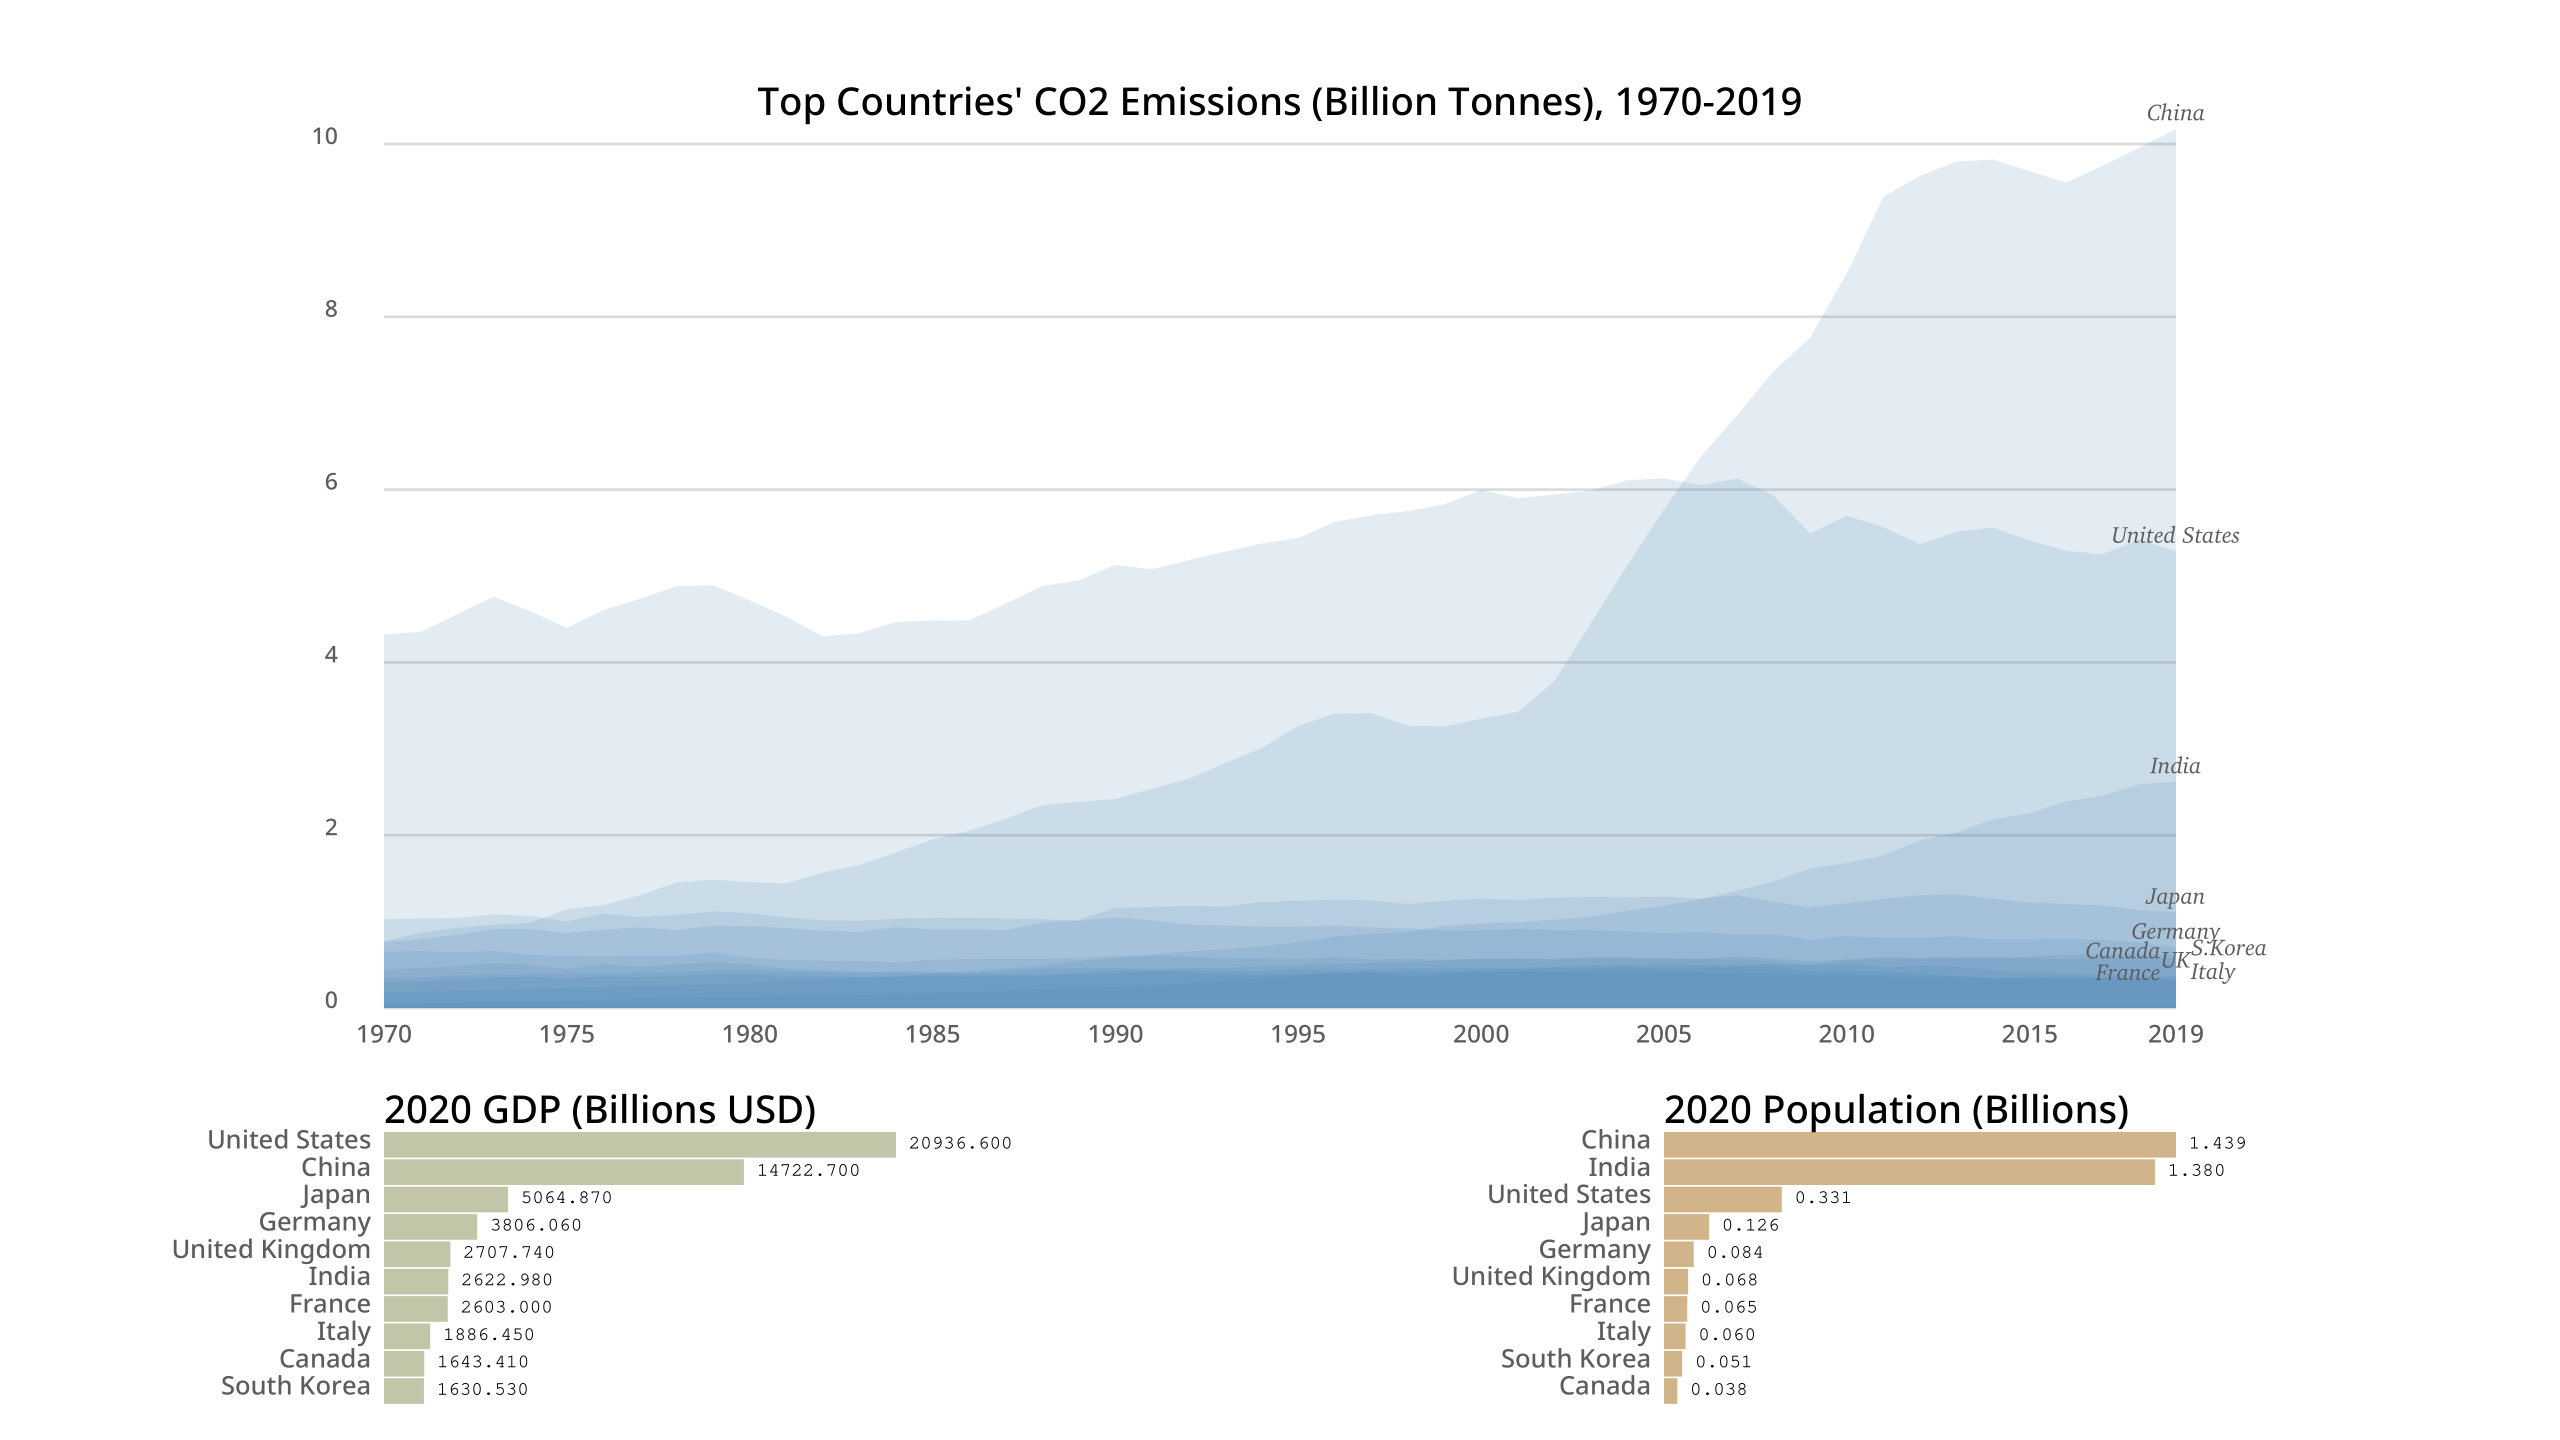 Top Countries' CO2 Emissions (Billion Tonnes), 1970-2019
China
10
8
6
United States
4
India
2
Japan
Germany
S.Korea
Canada
UK
France
Italy
0
1970 1975 1980 1985 1990 1995 2000 2005 2010 2015 2019
2020 GDP (Billions USD)
United States 20936.600
China 14722.700
Japan 5064.870
Germany 3806.060
United Kingdom 2707.740
India 2622.980
France 2603.000
Italy 1886.450
Canada 1643.410
South Korea 1630.530
2020 Population (Billions)
China 1.439
India 1.380
United States 0.331
Japan 0.126
Germany 0.084
United Kingdom 0.068
France 0.065
Italy 0.060
South Korea 0.051
Canada 0.038